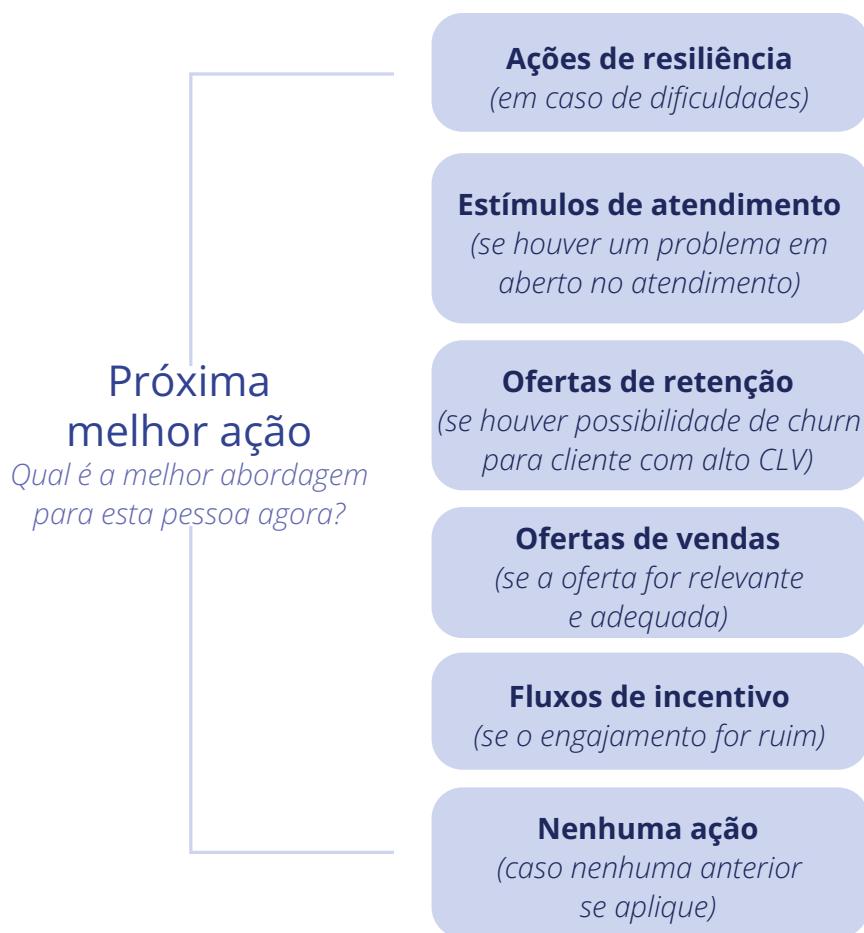 Próxima
melhor ação
Qual é a melhor abordagem
para esta pessoa agora?
Ações de resiliência
(em caso de dificuldades)
Estímulos de atendimento
(se houver um problema em
aberto no atendimento)
Ofertas de retenção
(se houver possibilidade de churn
para cliente com alto CLV)
Ofertas de vendas
(se a oferta for relevante
e adequada)
Fluxos de incentivo
(se o engajamento for ruim)
Nenhuma ação
(caso nenhuma anterior
se aplique)